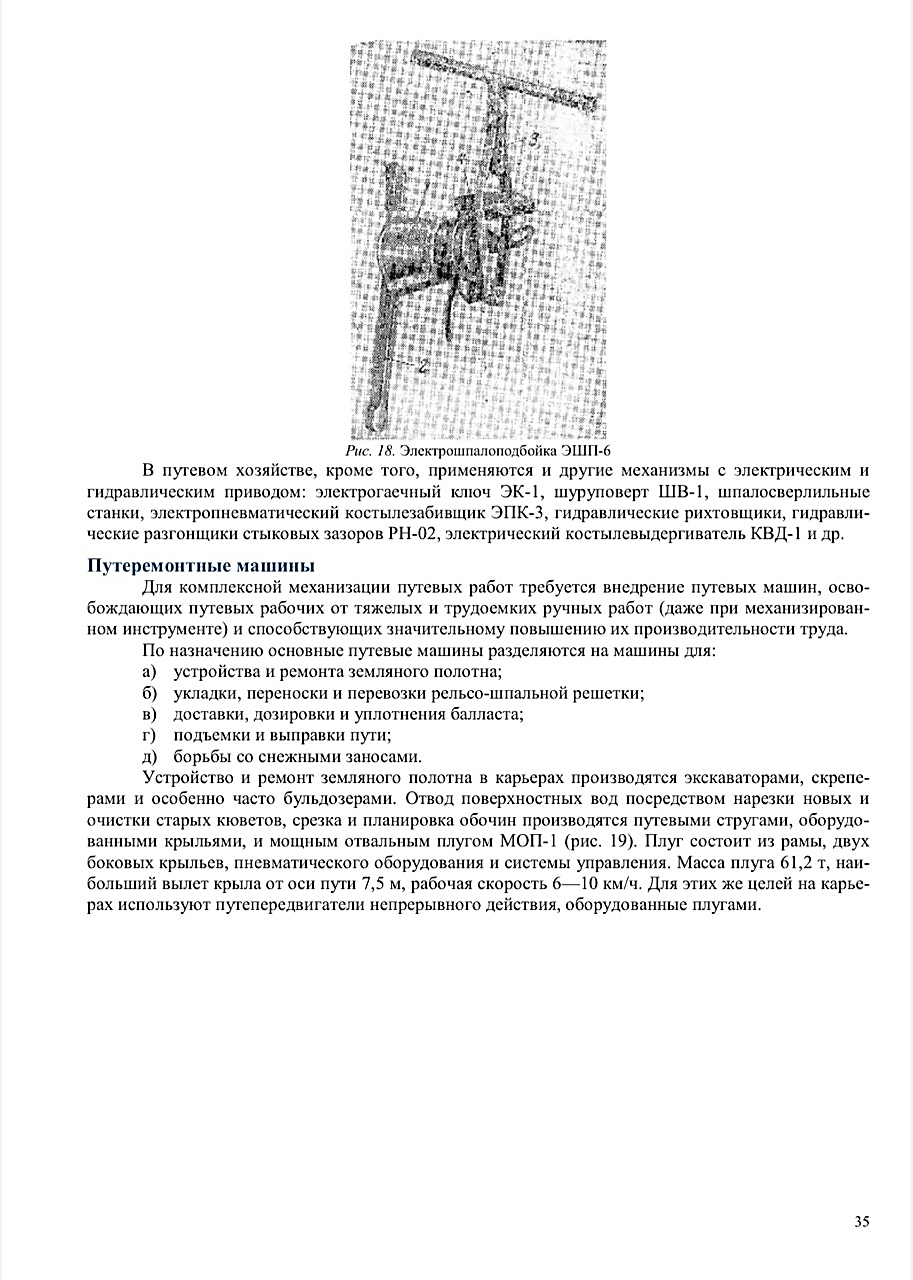 3
2
Рис. 18. Электрошпалоподбойка ЭШП-6
В путевом хозяйстве, кроме того, применяются и другие механизмы с электрическим и
гидравлическим приводом: электрогаечный ключ ЭК-1, шуруповерт ШВ-1, шпалосверлильные
станки, электропневматический костылезабивщик ЭПК-3, гидравлические рихтовщики, гидравли-
ческие разгонщики стыковых зазоров РН-02, электрический костылевыдергиватель КВД-1 и др.
Путеремонтные машины
Для комплексной механизации путевых работ требуется внедрение путевых машин, осво-
бождающих путевых рабочих от тяжелых и трудоемких ручных работ (даже при механизирован-
ном инструменте) и способствующих значительному повышению их производительности труда.
По назначению основные путевые машины разделяются на машины для:
а) устройства и ремонта земляного полотна;
б) укладки, переноски и перевозки рельсо-шпальной решетки;
в) доставки, дозировки и уплотнения балласта;
г) подъемки и выправки пути;
д) борьбы со снежными заносами.
Устройство и ремонт земляного полотна в карьерах производятся экскаваторами, скрепе-
рами и особенно часто бульдозерами. Отвод поверхностных вод посредством нарезки новых и
очистки старых кюветов, срезка и планировка обочин производятся путевыми стругами, оборудо-
ванными крыльями, и мощным отвальным плугом МОП-1 (рис. 19). Плуг состоит из рамы, двух
боковых крыльев, пневматического оборудования и системы управления. Масса плуга 61,2 т, наи-
больший вылет крыла от оси пути 7,5 м, рабочая скорость 6—10 км/ч. Для этих же целей на карье-
рах используют путепередвигатели непрерывного действия, оборудованные плугами.
35